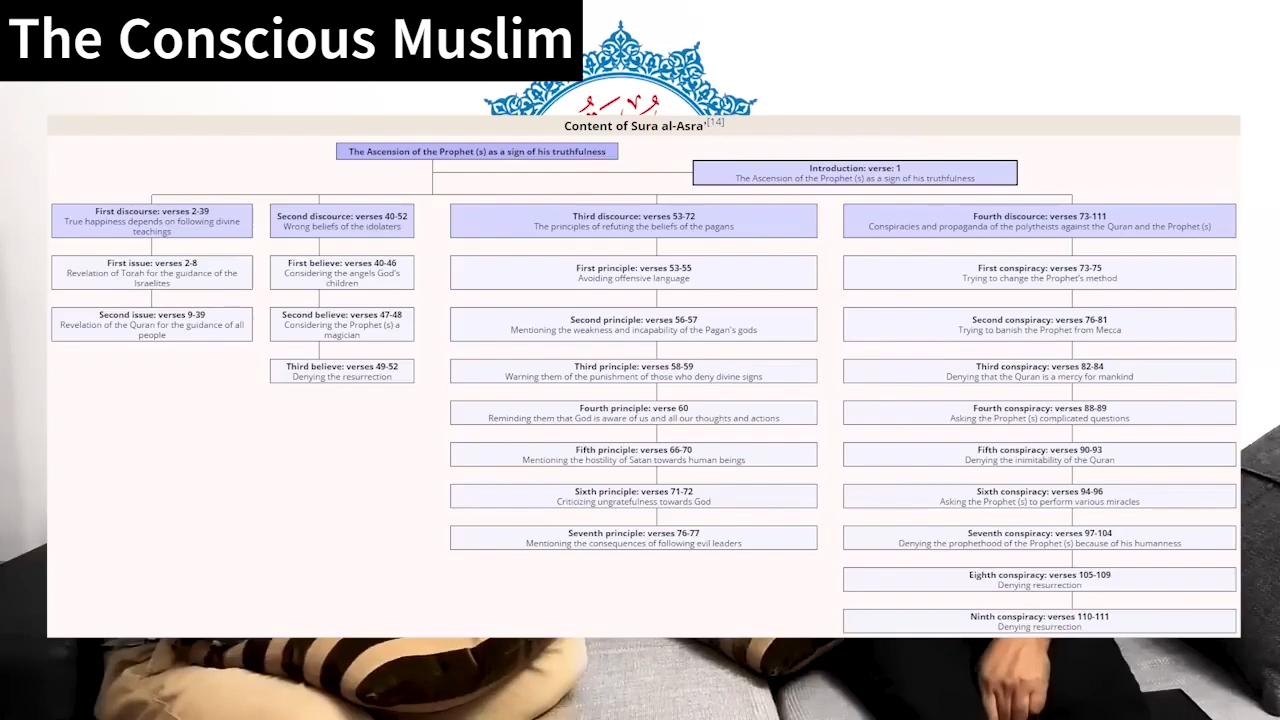 The Conscious Muslim
Content of Sura al-Asra'[14]
The Ascension of the Prophet (s) as a sign of his truthfulness
Introduction: verse: 1
The Ascension of the Prophet (s) as a sign of his truthfulness
First discourse: verses 2-39
True happiness depends on following divine
teachings
First issue: verses 2-8
Revelation of Torah for the guidance of the
Israelites
Second issue: verses 9-39
Revelation of the Quran for the guidance of all
people
Second discourse: verses 40-52
Wrong beliefs of the idolaters
First believe: verses 40-46
Considering the angels God's
children
Second believe: verses 47-48
Considering the Prophet (s) a
magician
Third believe: verses 49-52
Denying the resurrection
Third discourse: verses 53-72
The principles of refuting the beliefs of the pagans
First principle: verses 53-55
Avoiding offensive language
Second principle: verses 56-57
Mentioning the weakness and incapability of the Pagan's gods
Third principle: verses 58-59
Warning them of the punishment of those who deny divine signs
Fourth principle: verse 60
Reminding them that God is aware of us and all our thoughts and actions
Fifth principle: verses 66-70
Mentioning the hostility of Satan towards human beings
Sixth principle: verses 71-72
Criticizing ungratefulness towards God
Seventh principle: verses 76-77
Mentioning the consequences of following evil leaders
Fourth discourse: verses 73-111
Conspiracies and propaganda of the polytheists against the Quran and the Prophet (s)
First conspiracy: verses 73-75
Trying to change the Prophet's method
Second conspiracy: verses 76-81
Trying to banish the Prophet from Mecca
Third conspiracy: verses 82-84
Denying that the Quran is a mercy for mankind
Fourth conspiracy: verses 88-89
Asking the Prophet (s) complicated questions
Fifth conspiracy: verses 90-93
Denying the inimitability of the Quran
Sixth conspiracy: verses 94-96
Asking the Prophet (s) to perform various miracles
Seventh conspiracy: verses 97-104
Denying the prophethood of the Prophet (s) because of his humanness
Eighth conspiracy: verses 105-109
Denying resurrection
Ninth conspiracy: verses 110-111
Denying resurrection